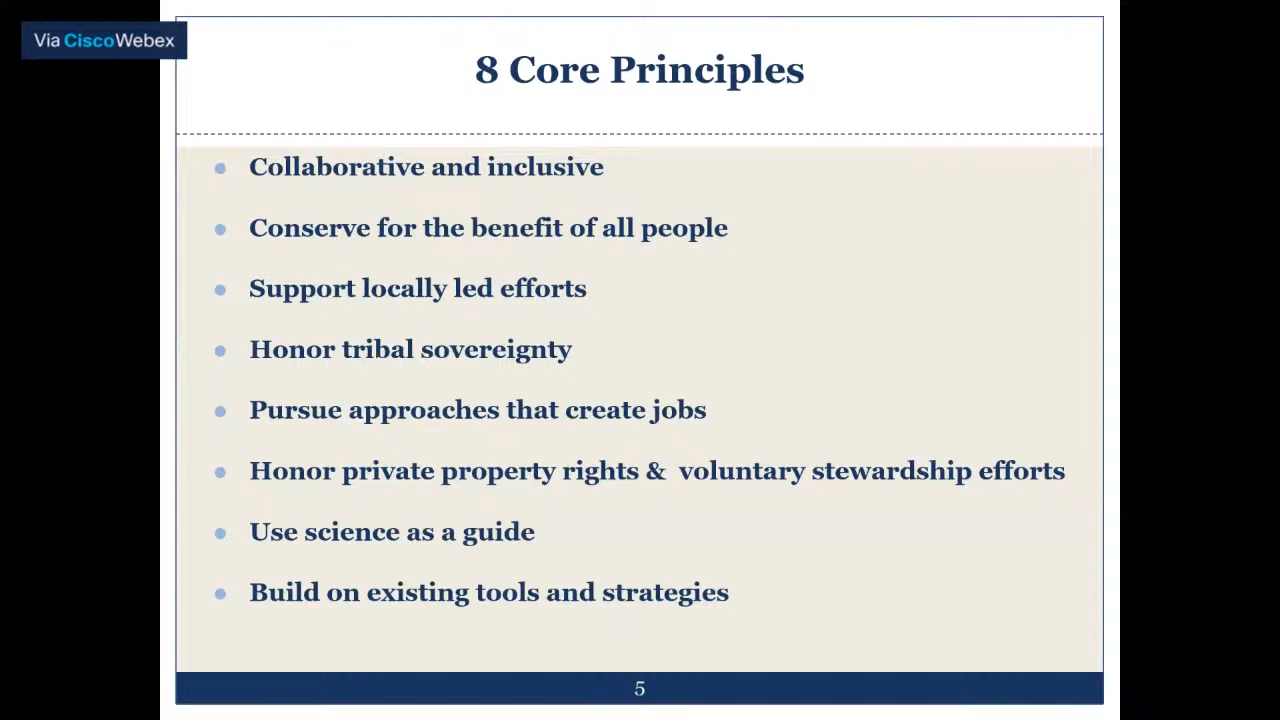 Via CiscoWebex
8 Core Principles
Collaborative and inclusive
Conserve for the benefit of all people
Support locally led efforts
Honor tribal sovereignty
Pursue approaches that create jobs
Honor private property rights & voluntary stewardship efforts
Use science as a guide
Build on existing tools and strategies
5